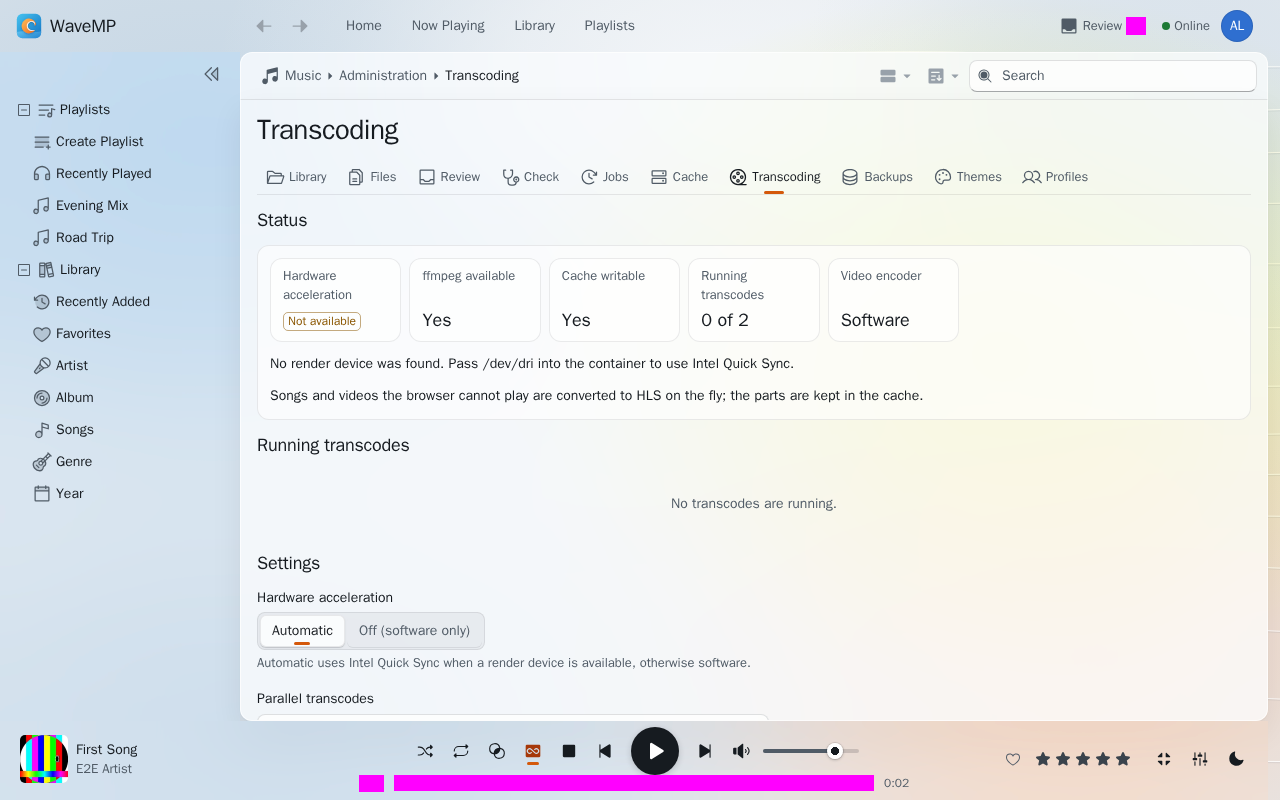 WaveMP
Home
Now Playing
Library
Playlists
Review
Online
AL
Music
Administration
Transcoding
Search
Playlists
Create Playlist
Recently Played
Evening Mix
Road Trip
Library
Recently Added
Favorites
Artist
Album
Songs
Genre
Year
Transcoding
Library
Files
Review
Check
Jobs
Cache
Transcoding
Backups
Themes
Profiles
Status
Hardware
acceleration
Not available
ffmpeg available
Yes
Cache writable
Yes
Running
transcodes
0 of 2
Video encoder
Software
No render device was found. Pass /dev/dri into the container to use Intel Quick Sync.
Songs and videos the browser cannot play are converted to HLS on the fly; the parts are kept in the cache.
Running transcodes
No transcodes are running.
Settings
Hardware acceleration
Automatic
Off (software only)
Automatic uses Intel Quick Sync when a render device is available, otherwise software.
Parallel transcodes
First Song
E2E Artist
0:02